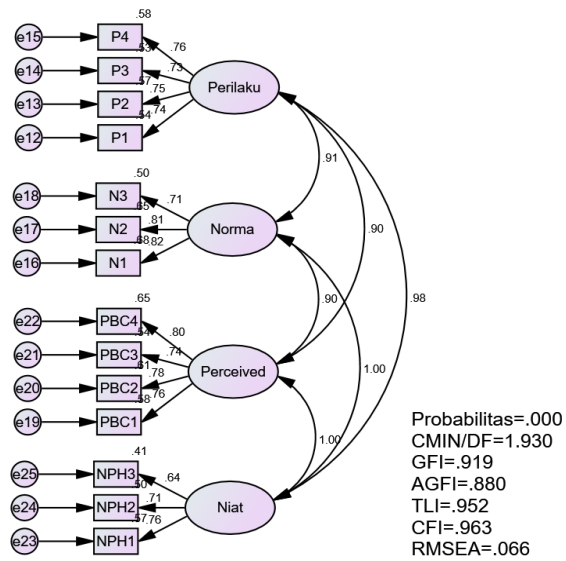 .58
e15 P4 .76
.53
e14 P3 .73
.57
e13 P2 .75
.54
e12 P1 .74
Perilaku
.91
.50
e18 N3 .71
.65
e17 N2 .81
.68
e16 N1 .82
Norma
.90
.90
.98
.65
e22 PBC4 .80
.54
e21 PBC3 .74
.61
e20 PBC2 .78
.58
e19 PBC1 .76
Perceived
1.00
1.00
.41
e25 NPH3 .64
.50
e24 NPH2 .71
.57
e23 NPH1 .76
Niat
Probabilitas=.000
CMIN/DF=1.930
GFI=.919
AGFI=.880
TLI=.952
CFI=.963
RMSEA=.066